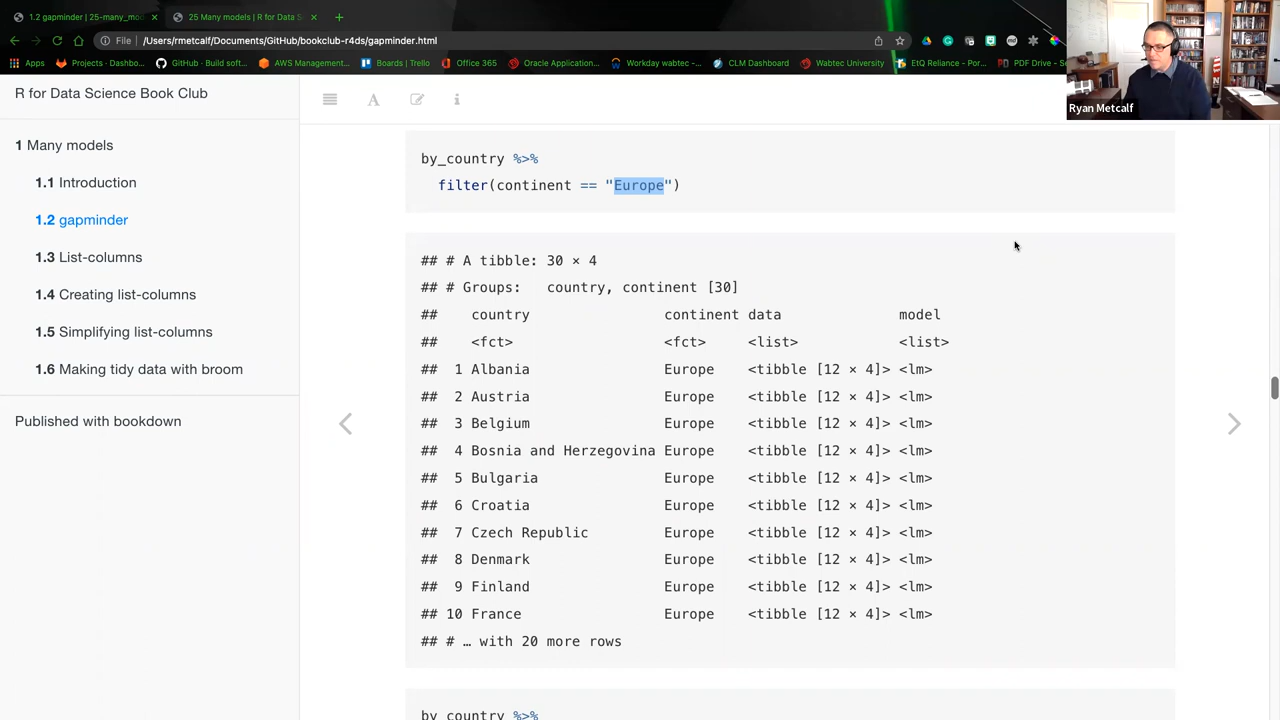 1.2 gapminder | 25-many_mod
25 Many models | R for Data S
File
/Users/rmetcalf/Documents/GitHub/bookclub-r4ds/gapminder.html
Apps
Projects - Dashbo...
GitHub - Build soft...
AWS Management...
Boards | Trello
Office 365
Oracle Application...
Workday wabtec -...
CLM Dashboard
Wabtec University
EtQ Reliance - Por...
PDF Drive - Se
Ryan Metcalf
R for Data Science Book Club
1 Many models
1.1 Introduction
1.2 gapminder
1.3 List-columns
1.4 Creating list-columns
1.5 Simplifying list-columns
1.6 Making tidy data with broom
Published with bookdown
by_country %>%
filter(continent == "Europe")
## # A tibble: 30 × 4
## # Groups: country, continent [30]
## country continent data model
## <fct> <fct> <list> <list>
## 1 Albania Europe <tibble [12 × 4]> <lm>
## 2 Austria Europe <tibble [12 × 4]> <lm>
## 3 Belgium Europe <tibble [12 × 4]> <lm>
## 4 Bosnia and Herzegovina Europe <tibble [12 × 4]> <lm>
## 5 Bulgaria Europe <tibble [12 × 4]> <lm>
## 6 Croatia Europe <tibble [12 × 4]> <lm>
## 7 Czech Republic Europe <tibble [12 × 4]> <lm>
## 8 Denmark Europe <tibble [12 × 4]> <lm>
## 9 Finland Europe <tibble [12 × 4]> <lm>
## 10 France Europe <tibble [12 × 4]> <lm>
## # … with 20 more rows
by_country %>%